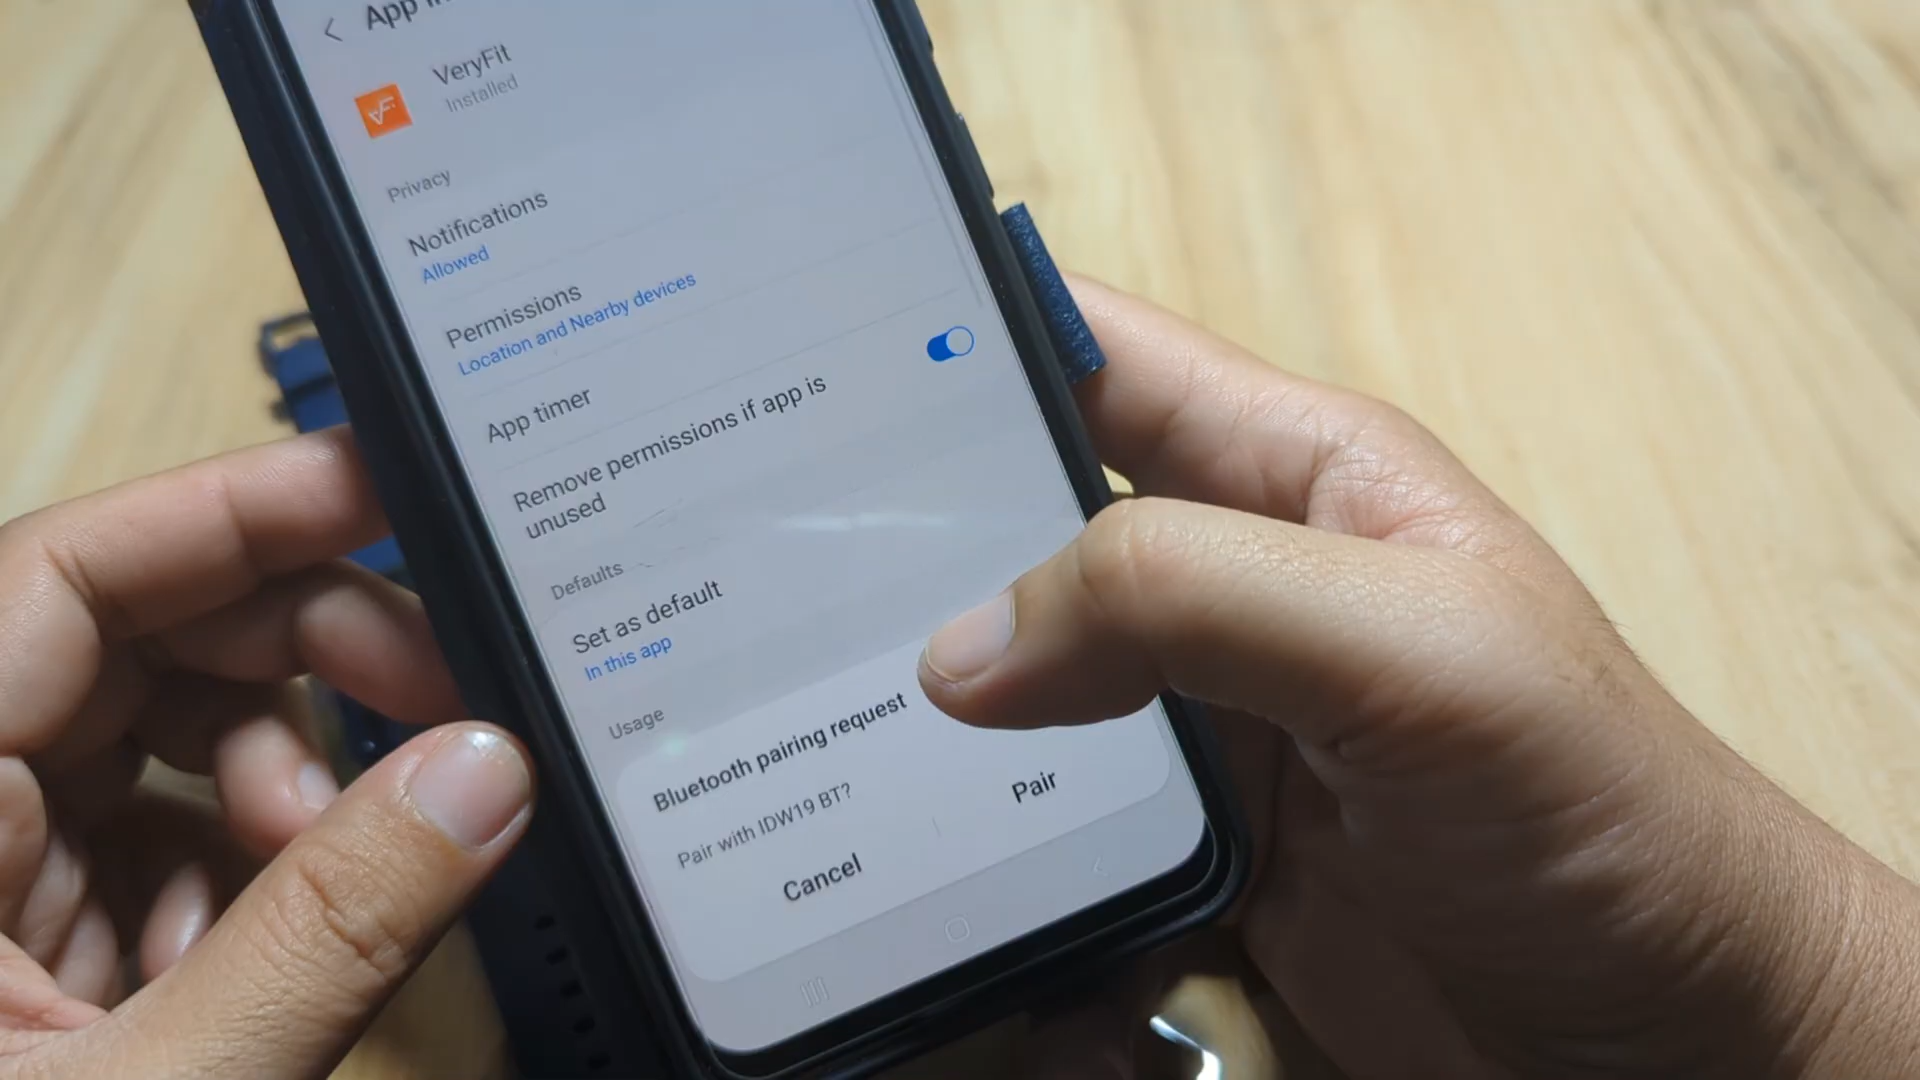 App
VeryFit
Installed
Privacy
Notifications
Allowed
Permissions
Location and Nearby devices
App timer
Remove permissions if app is
unused
Defaults
Set as default
In this app
Usage
Bluetooth pairing request
Pair with IDW19 BT?
Cancel
Pair